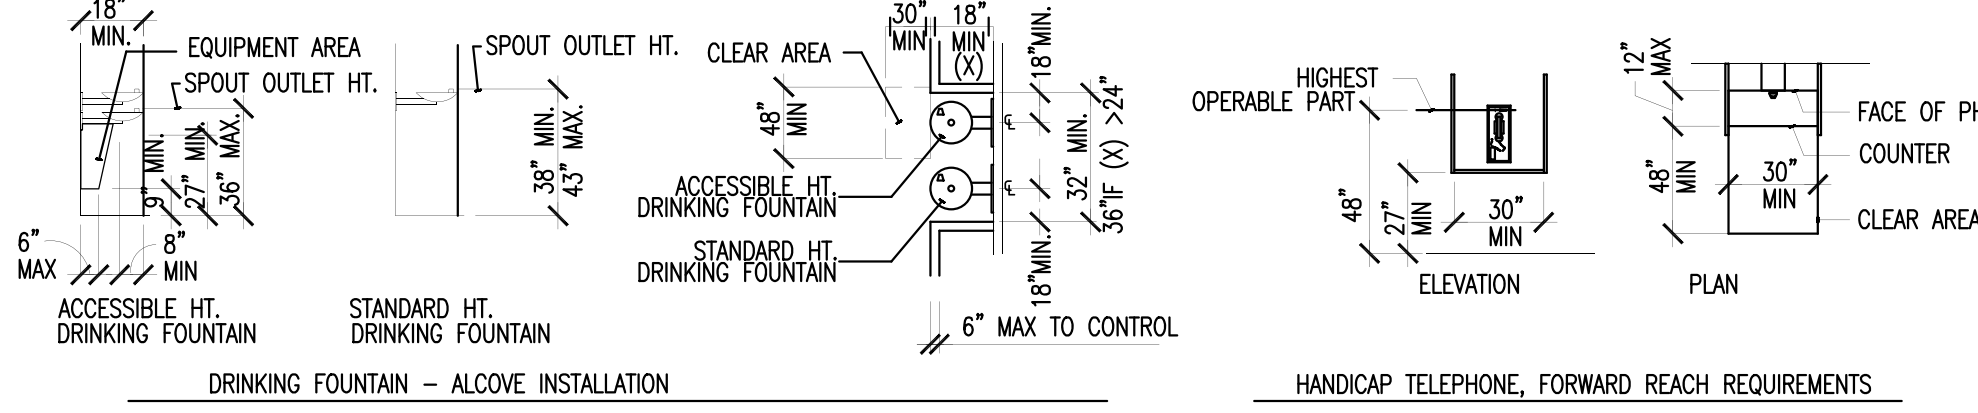 18"
MIN.
EQUIPMENT AREA
SPOUT OUTLET HT.
9" MIN.
27" MIN.
36" MAX.
6"
MAX
8"
MIN
ACCESSIBLE HT.
DRINKING FOUNTAIN
SPOUT OUTLET HT.
38" MIN.
43" MAX.
STANDARD HT.
DRINKING FOUNTAIN
30"
MIN
18"
MIN
(X)
18"MIN.
CLEAR AREA
48"
MIN
ACCESSIBLE HT.
DRINKING FOUNTAIN
STANDARD HT.
DRINKING FOUNTAIN
32" MIN.
36"IF (X) >24"
18"MIN.
6" MAX TO CONTROL
DRINKING FOUNTAIN – ALCOVE INSTALLATION
HIGHEST
OPERABLE PART
48"
27"
MIN
30"
MIN
ELEVATION
12"
MAX
FACE OF PH
COUNTER
48"
MIN
30"
MIN
CLEAR AREA
PLAN
HANDICAP TELEPHONE, FORWARD REACH REQUIREMENTS